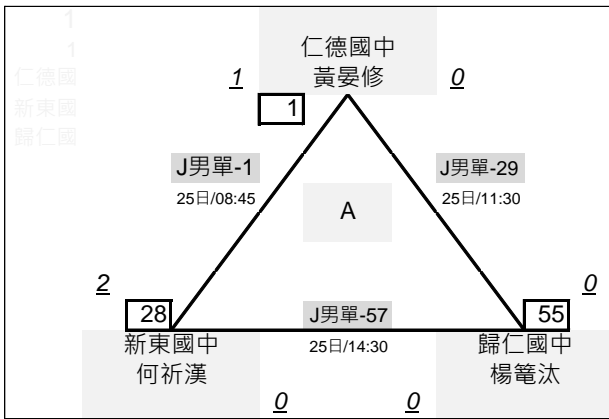 1
1
仁德國
新東國
歸仁國
仁德國中
黃晏修
1
0
1
J男單-1
25日/08:45
J男單-29
25日/11:30
A
2
0
28
J男單-57
55
25日/14:30
新東國中
何祈漢
歸仁國中
楊篭汰
0
0